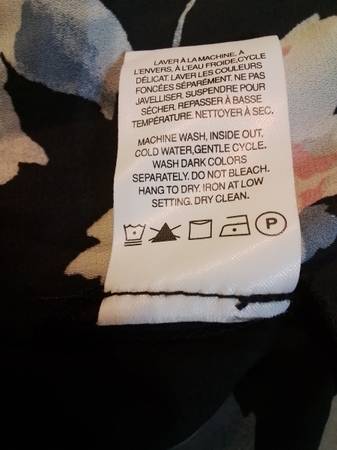 LAVER À LA MACHINE, À
L'ENVERS, À L'EAU FROIDE,CYCLE
DÉLICAT. LAVER LES COULEURS
FONCÉES SÉPARÉMENT. NE PAS
JAVELLISER. SUSPENDRE POUR
SÉCHER. REPASSER À BASSE
TEMPÉRATURE. NETTOYER À SEC.
MACHINE WASH, INSIDE OUT,
COLD WATER,GENTLE CYCLE.
WASH DARK COLORS
SEPARATELY. DO NOT BLEACH.
HANG TO DRY. IRON AT LOW
SETTING. DRY CLEAN.
P